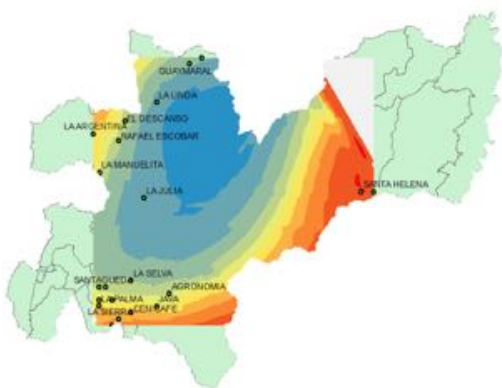 GUAYMARAL
LA LINDA
EL DESCANSO
LA ARGENTINA
RAFAEL ESCOBAR
LA MANUELITA
SANTA HELENA
LA JULIA
LA SELVA
SANTAGUEDA
AGRONOMIA
LA PALMA
JAVA
LA SIERRA
CENICAFE